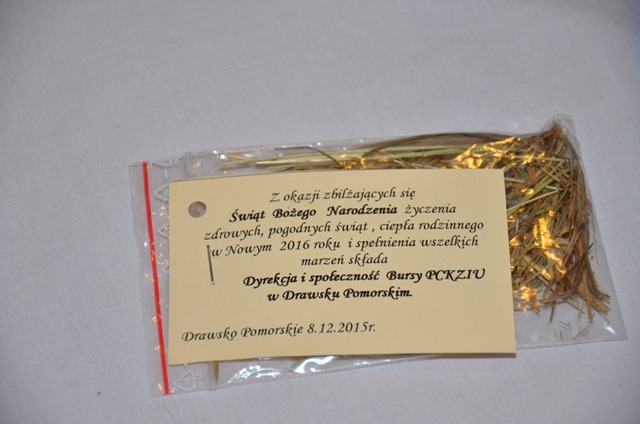 Z okazji zbilżających się
Świąt Bożego Narodzenia życzenia
zdrowych, pogodnych świąt , ciepła rodzinnego
w Nowym 2016 roku i spełnienia wszelkich
marzeń składa
Dyrekcja i społeczność Bursy PCKZIU
w Drawsku Pomorskim.
Drawsko Pomorskie 8.12.2015r.